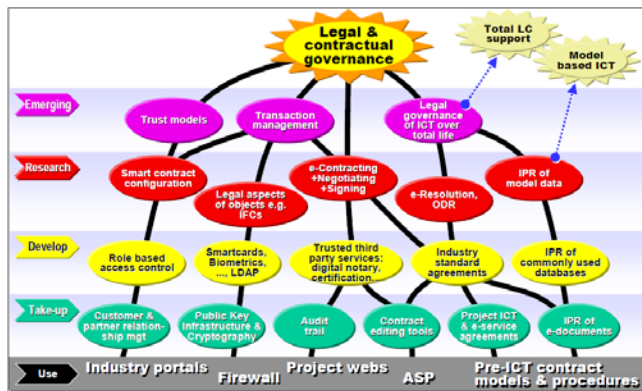 Legal &
contractual
governance
Total LC
support
Model
based ICT
Emerging
Trust models
Transaction
management
Legal
governance
of ICT over
total life
Research
Smart contract
configuration
Legal aspects
of objects e.g.
IFCs
e-Contracting
+Negotiating
+Signing
e-Resolution,
ODR
IPR of
model data
Develop
Role based
access control
Smartcards,
Biometrics,
..., LDAP
Trusted third
party services:
digital notary,
certification...
Industry
standard
agreements
IPR of
commonly used
databases
Take-up
Customer &
partner relation-
ship mgt
Public Key
Infrastructure &
Cryptography
Audit
trail
Contract
editing tools
Project ICT
& e-service
agreements
IPR of
e-documents
Use
Industry portals
Firewall
Project webs
ASP
Pre-ICT contract
models & procedures